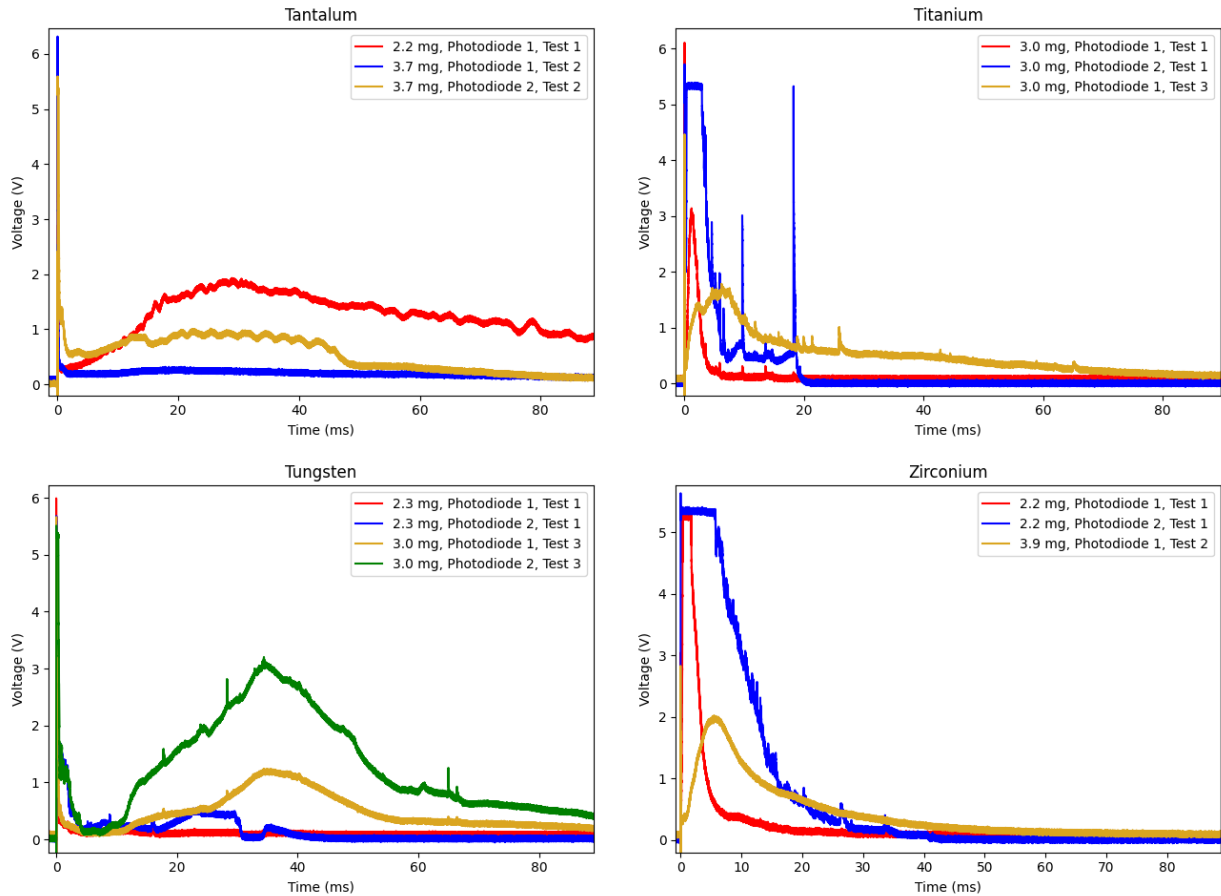 Tantalum
6
5
4
3
2
1
0
Voltage (V)
2.2 mg, Photodiode 1, Test 1
3.7 mg, Photodiode 1, Test 2
3.7 mg, Photodiode 2, Test 2
0 20 40 60 80
Time (ms)
Titanium
6
5
4
3
2
1
0
Voltage (V)
3.0 mg, Photodiode 1, Test 1
3.0 mg, Photodiode 2, Test 1
3.0 mg, Photodiode 1, Test 3
0 20 40 60 80
Time (ms)
Tungsten
6
5
4
3
2
1
0
Voltage (V)
2.3 mg, Photodiode 1, Test 1
2.3 mg, Photodiode 2, Test 1
3.0 mg, Photodiode 1, Test 3
3.0 mg, Photodiode 2, Test 3
0 20 40 60 80
Time (ms)
Zirconium
5
4
3
2
1
0
Voltage (V)
2.2 mg, Photodiode 1, Test 1
2.2 mg, Photodiode 2, Test 1
3.9 mg, Photodiode 1, Test 2
0 10 20 30 40 50 60 70 80
Time (ms)